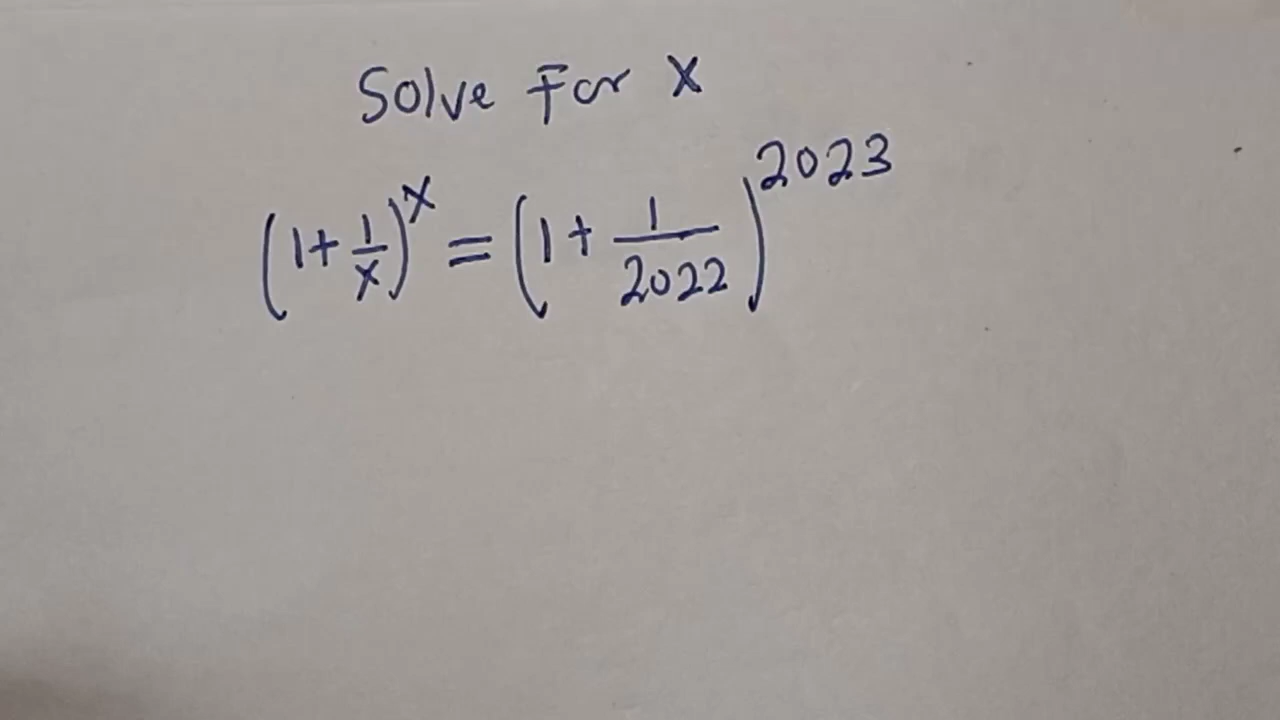 Solve For x
(1+1/x)^x = (1+1/2022)^2023